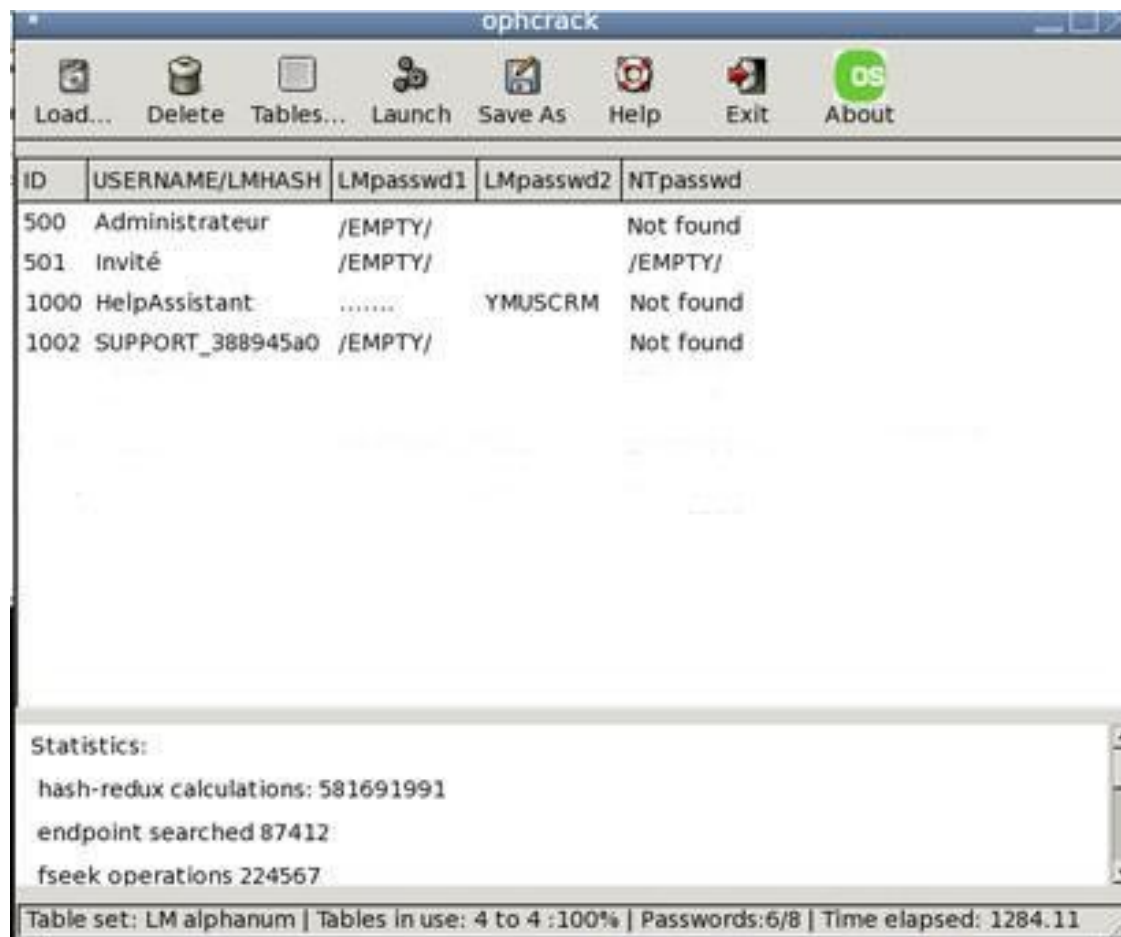 ophcrack
Load... Delete Tables... Launch Save As Help Exit OS About
ID USERNAME/LMHASH LMpasswd1 LMpasswd2 NTpasswd
500 Administrateur /EMPTY/ Not found
501 Invité /EMPTY/ /EMPTY/
1000 HelpAssistant ....... YMUSCRM Not found
1002 SUPPORT_388945a0 /EMPTY/ Not found
Statistics:
hash-redux calculations: 581691991
endpoint searched 87412
fseek operations 224567
Table set: LM alphanum | Tables in use: 4 to 4 :100% | Passwords:6/8 | Time elapsed: 1284.11